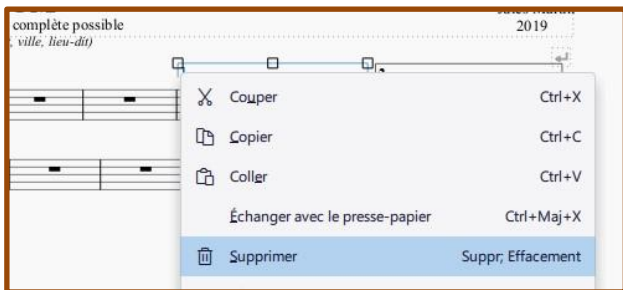 complète possible
2019
, ville, lieu-dit)
Couper Ctrl+X
Copier Ctrl+C
Coller Ctrl+V
Échanger avec le presse-papier Ctrl+Maj+X
Supprimer Suppr; Effacement